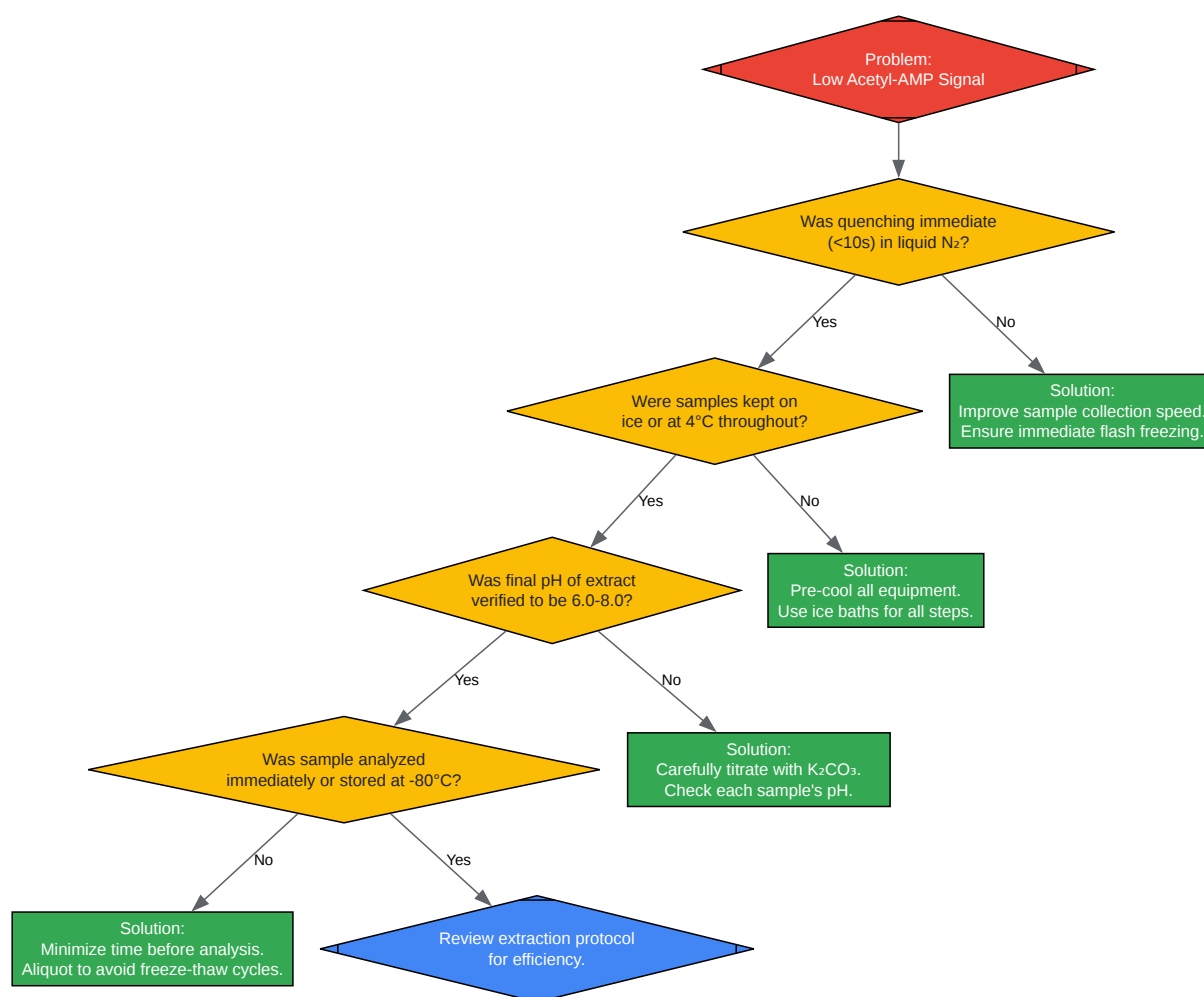 Problem:
Low Acetyl-AMP Signal
Was quenching immediate
(<10s) in liquid N₂?
Yes
No
Solution:
Improve sample collection speed.
Ensure immediate flash freezing.
Were samples kept on
ice or at 4°C throughout?
Yes
No
Solution:
Pre-cool all equipment.
Use ice baths for all steps.
Was final pH of extract
verified to be 6.0-8.0?
Yes
No
Solution:
Carefully titrate with K₂CO₃.
Check each sample's pH.
Was sample analyzed
immediately or stored at -80°C?
No
Yes
Solution:
Minimize time before analysis.
Aliquot to avoid freeze-thaw cycles.
Review extraction protocol
for efficiency.